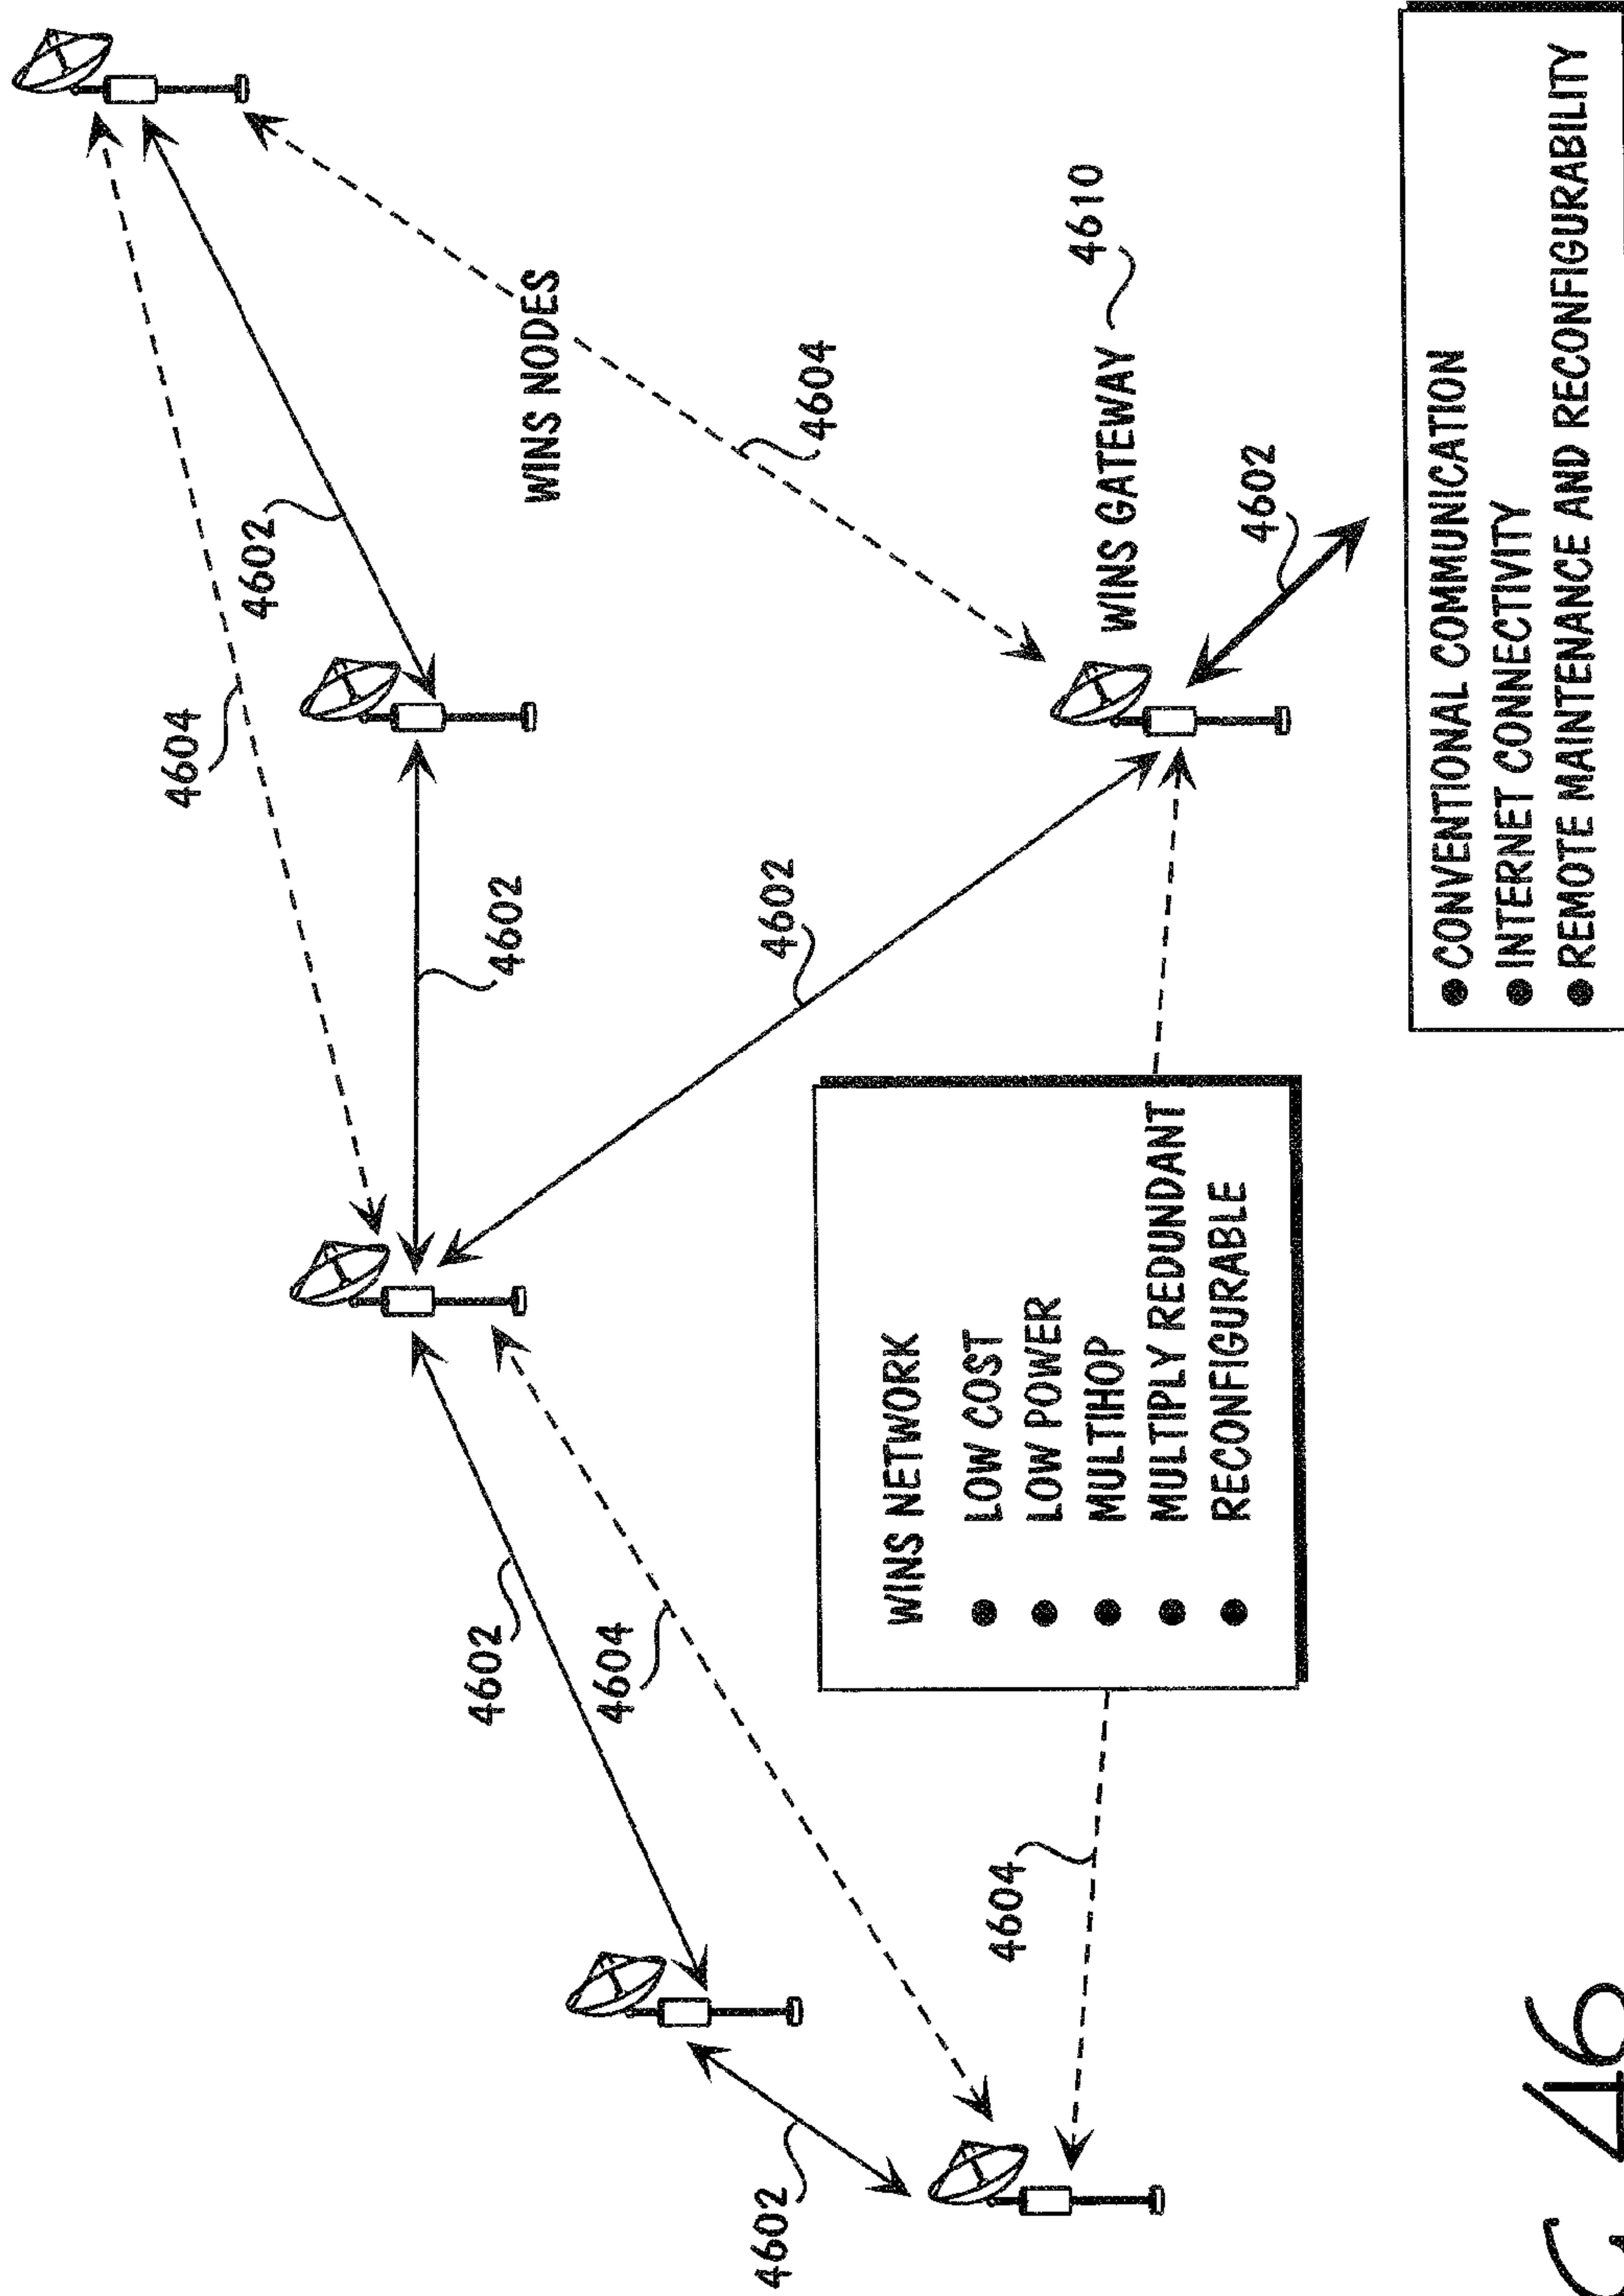 4604
4602
4602
4602
WINS NODES
4604
4602
4602
4604
4604
WINS NETWORK
● LOW COST
● LOW POWER
● MULTIHOP
● MULTIPLY REDUNDANT
● RECONFIGURABLE
WINS GATEWAY 4610
4602
● CONVENTIONAL COMMUNICATION
● INTERNET CONNECTIVITY
● REMOTE MAINTENANCE AND RECONFIGURABILITY
46